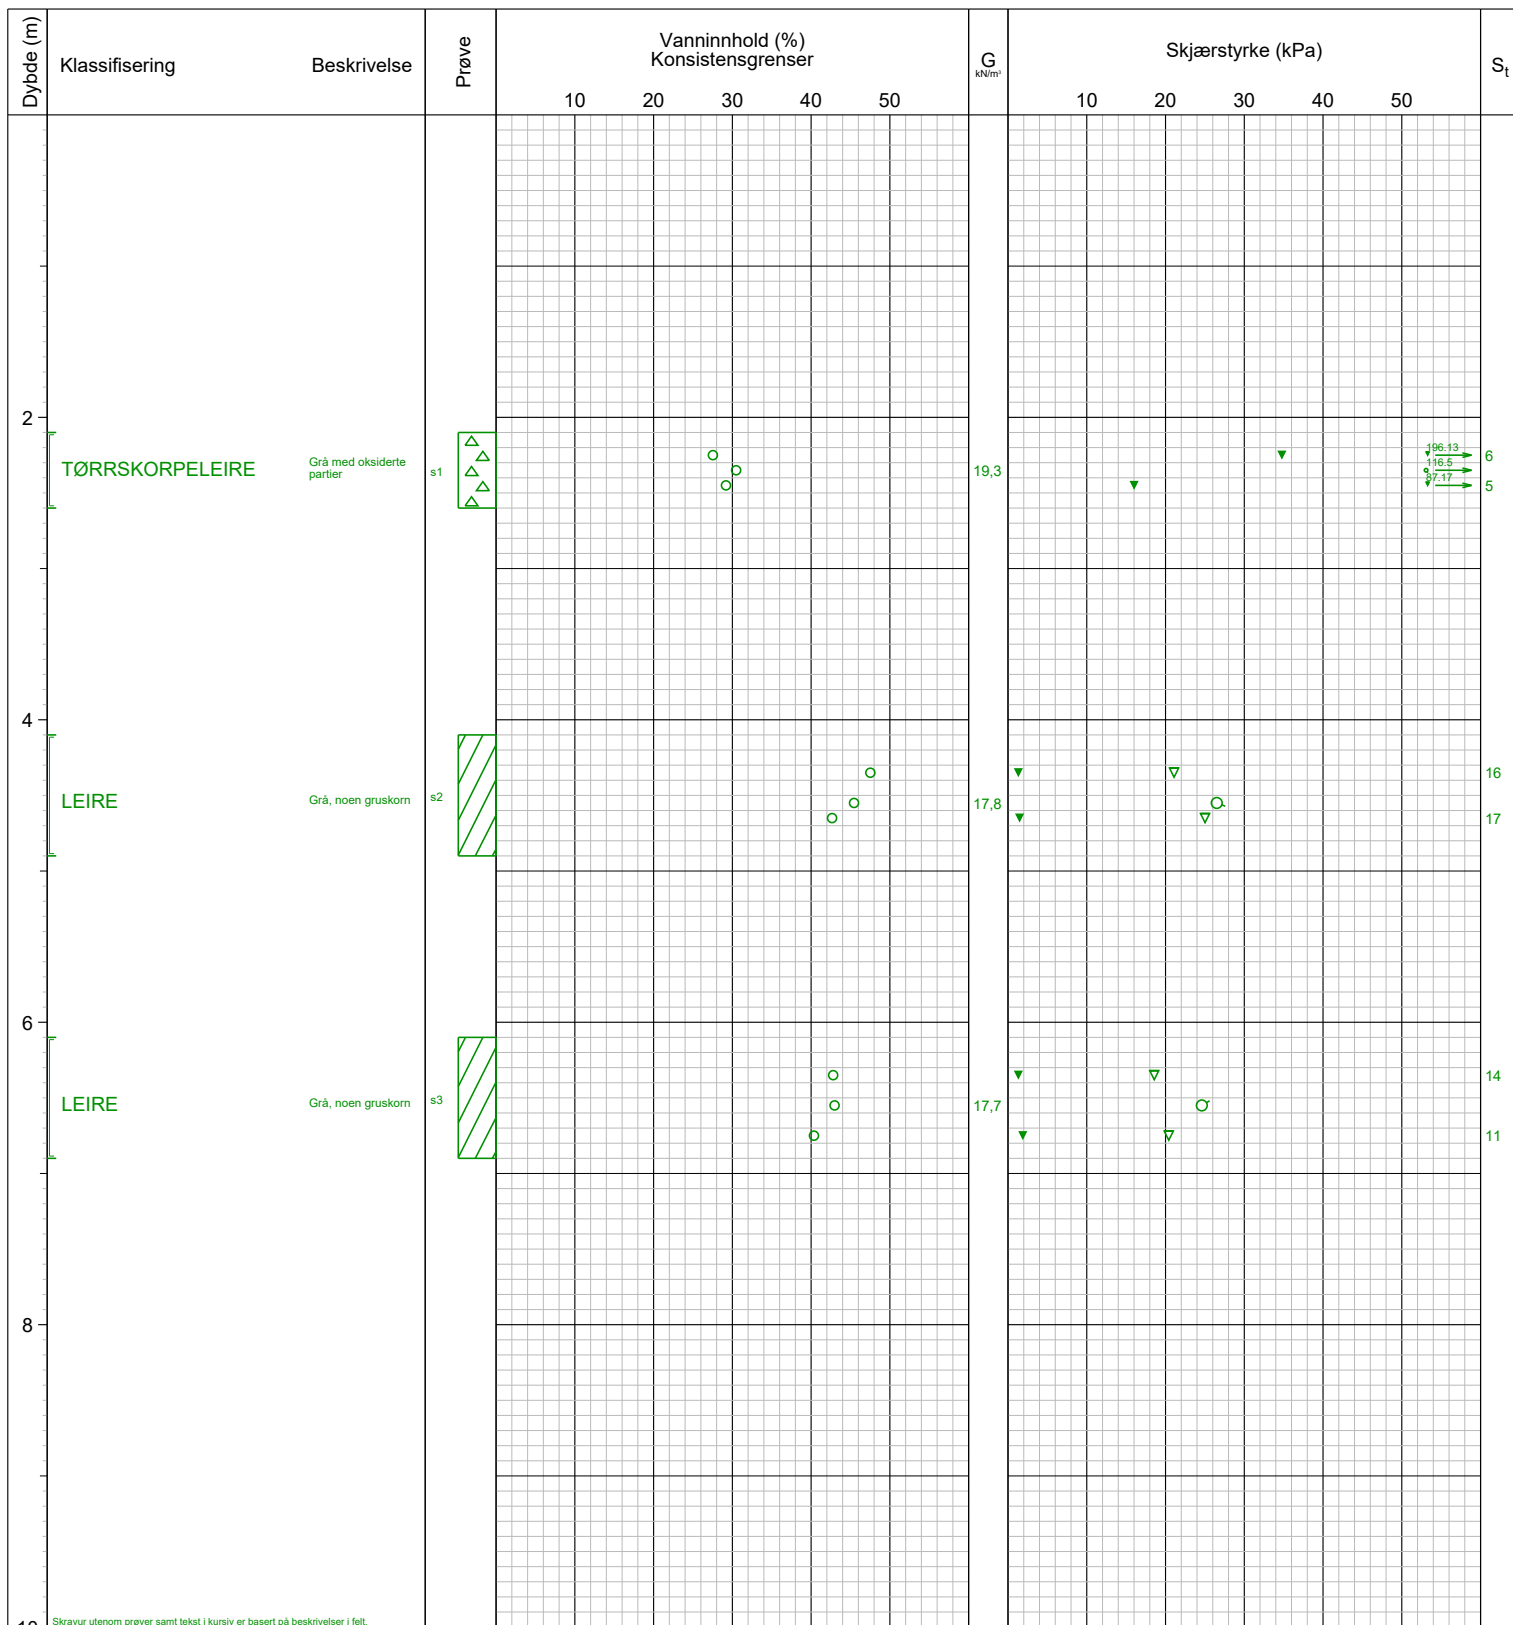 Dybde (m)
Klassifisering
Beskrivelse
Prøve
Vanninnhold (%)
Konsistensgrenser
10 20 30 40 50
G
kN/m³
Skjærstyrke (kPa)
10 20 30 40 50
St
2
TØRRSKORPELEIRE
Grå med oksiderte
partier
s1
19,3
196.13
116.5
87.17
6
5
4
LEIRE
Grå, noen gruskorn
s2
17,8
16
17
6
LEIRE
Grå, noen gruskorn
s3
17,7
14
11
8
Skravur utenom prøver samt tekst i kursiv er basert på beskrivelser i felt.